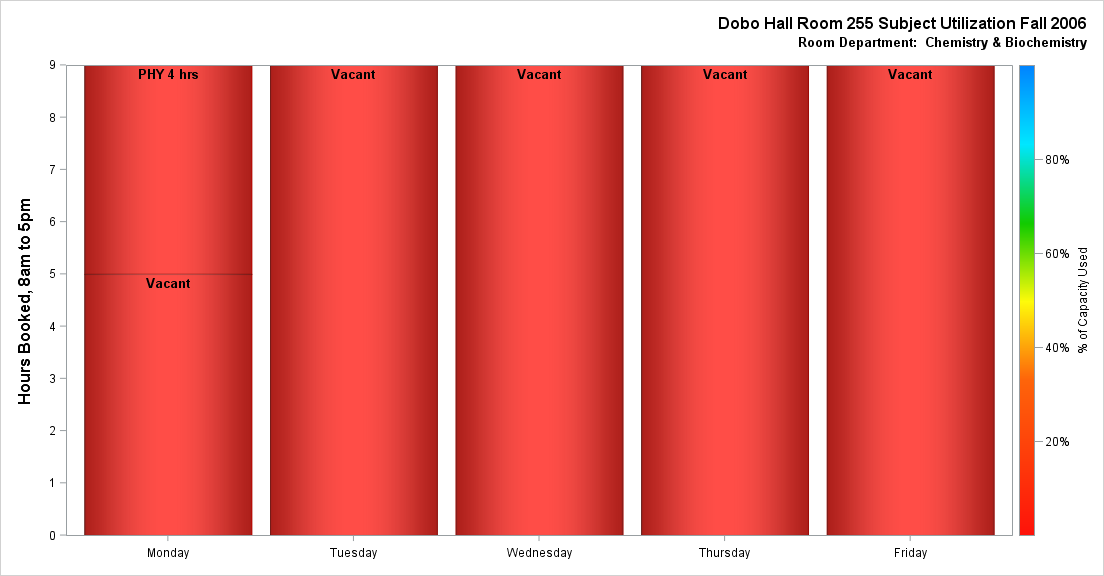 Dobo Hall Room 255 Subject Utilization Fall 2006
Room Department:  Chemistry & Biochemistry
Hours Booked, 8am to 5pm
9
8
7
6
5
4
3
2
1
0
PHY 4 hrs
Vacant
Vacant
Vacant
Vacant
Vacant
Monday
Tuesday
Wednesday
Thursday
Friday
80%
60%
40%
20%
% of Capacity Used